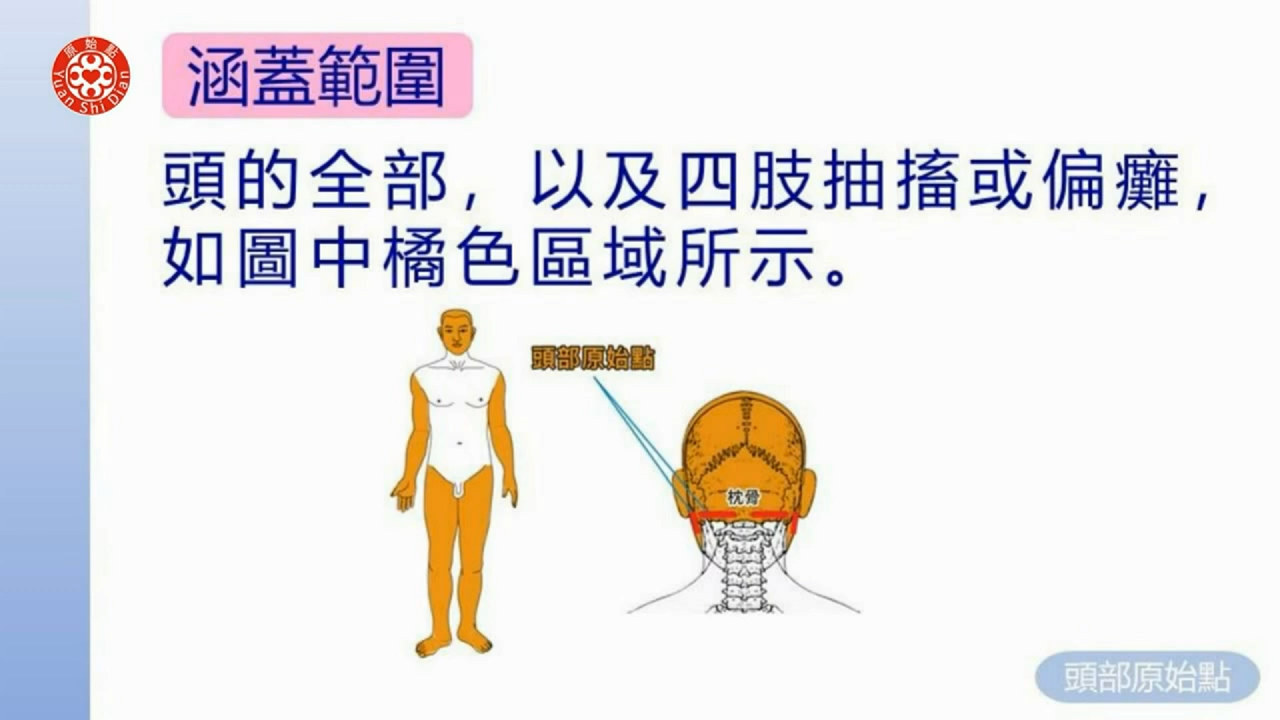 原始點
Yuan Shi Dian
涵蓋範圍
頭的全部，以及四肢抽搐或偏癱，
如圖中橘色區域所示。
頭部原始點
枕骨
頭部原始點